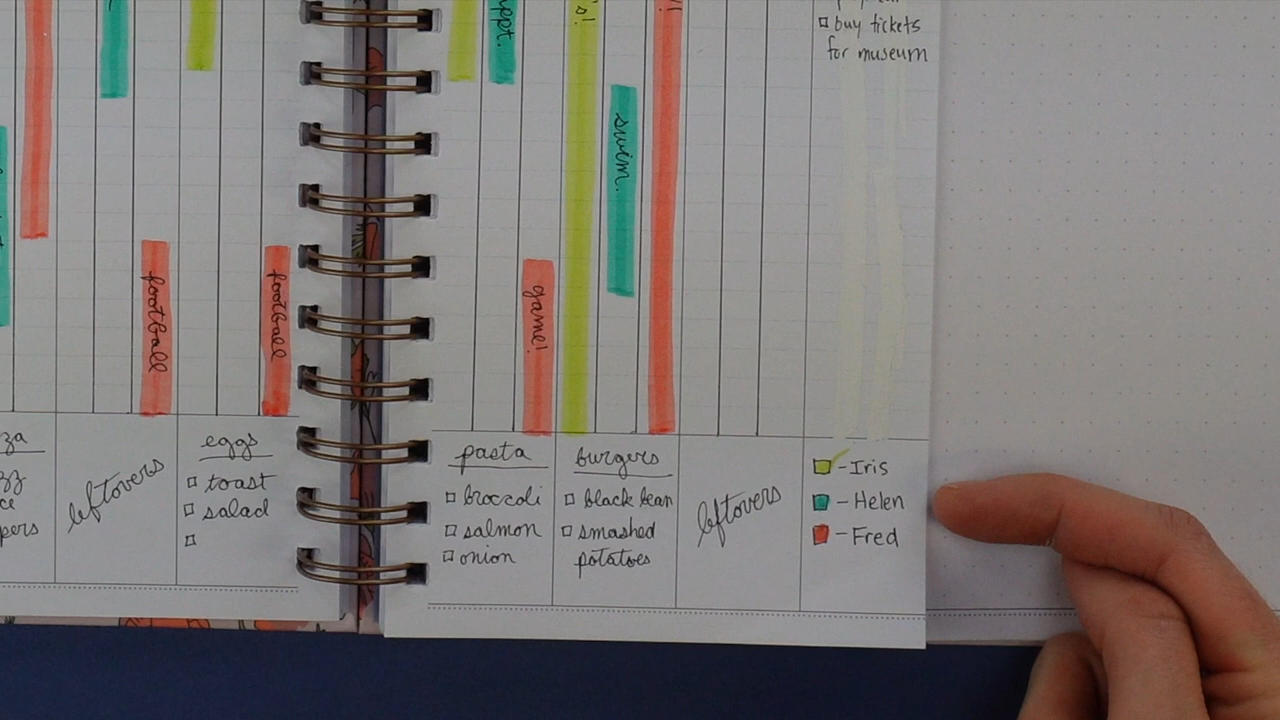 football
football
eggs
toast
salad
leftovers
game!
swim.
buy tickets
for museum
pasta
broccoli
salmon
onion
burgers
black bean
smashed
potatoes
leftovers
-Iris
-Helen
-Fred